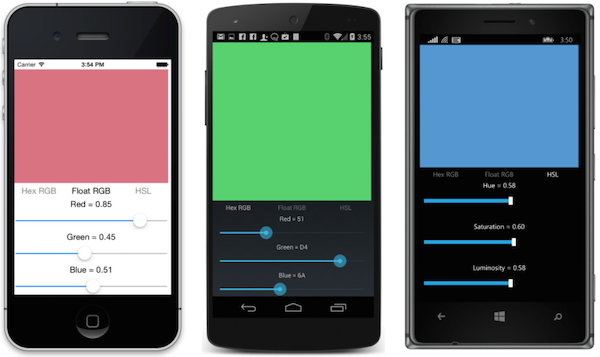 Carrier 3:54 PM
Hex RGB Float RGB HSL
Red = 0.85
Green = 0.45
Blue = 0.51
3:55
Hex RGB Float RGB HSL
Red = 51
Green = D4
Blue = 6A
3:50
Hex RGB Float RGB HSL
Hue = 0.58
Saturation = 0.60
Luminosity = 0.58